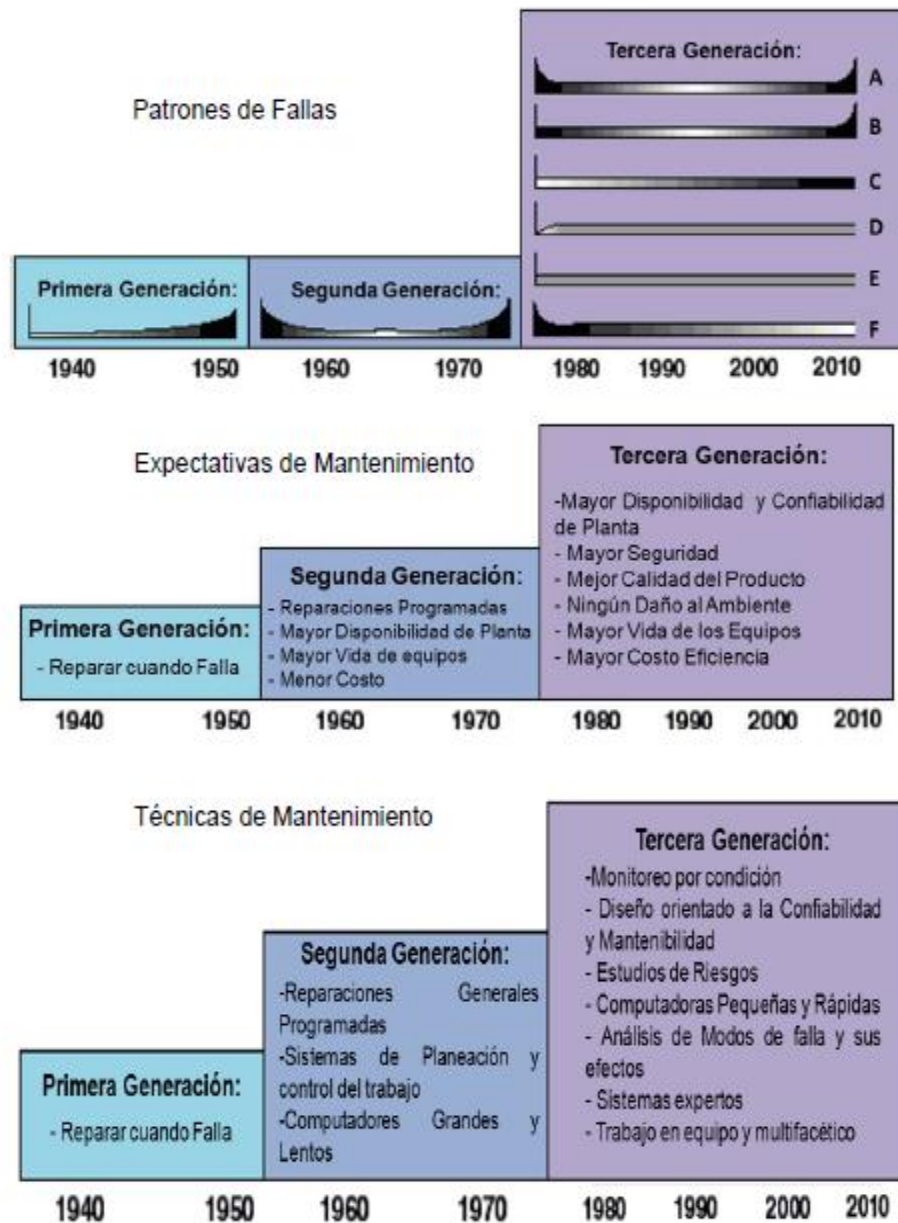 Patrones de Fallas
Tercera Generación:
A
B
C
D
E
F
Primera Generación:
Segunda Generación:
1940 1950 1960 1970 1980 1990 2000 2010
Expectativas de Mantenimiento
Tercera Generación:
-Mayor Disponibilidad y Confiabilidad
de Planta
- Mayor Seguridad
- Mejor Calidad del Producto
- Ningún Daño al Ambiente
- Mayor Vida de los Equipos
- Mayor Costo Eficiencia
Segunda Generación:
- Reparaciones Programadas
- Mayor Disponibilidad de Planta
- Mayor Vida de equipos
- Menor Costo
Primera Generación:
- Reparar cuando Falla
1940 1950 1960 1970 1980 1990 2000 2010
Técnicas de Mantenimiento
Tercera Generación:
-Monitoreo por condición
- Diseño orientado a la Confiabilidad
y Mantenibilidad
- Estudios de Riesgos
- Computadoras Pequeñas y Rápidas
- Análisis de Modos de falla y sus
efectos
- Sistemas expertos
- Trabajo en equipo y multifacético
Segunda Generación:
-Reparaciones Generales
Programadas
-Sistemas de Planeación y
control del trabajo
-Computadores Grandes y
Lentos
Primera Generación:
- Reparar cuando Falla
1940 1950 1960 1970 1980 1990 2000 2010